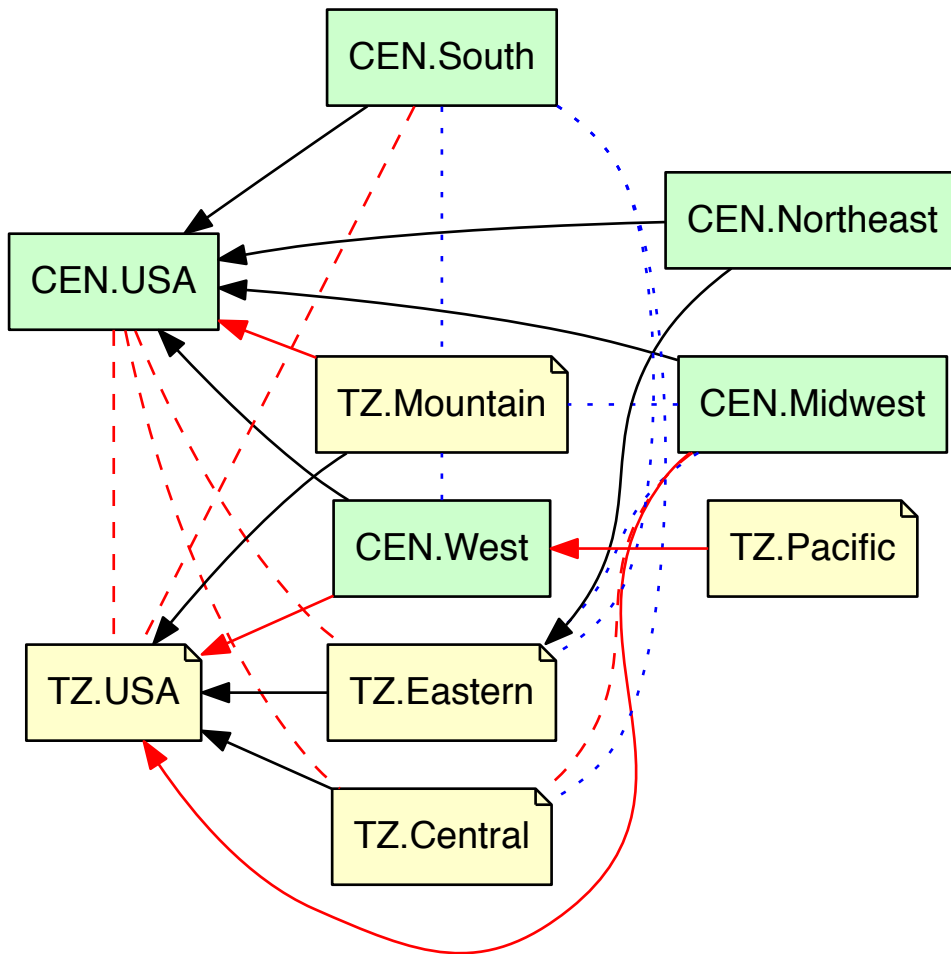 CEN.South
CEN.Northeast
CEN.USA
TZ.Mountain
CEN.Midwest
CEN.West
TZ.Pacific
TZ.USA
TZ.Eastern
TZ.Central